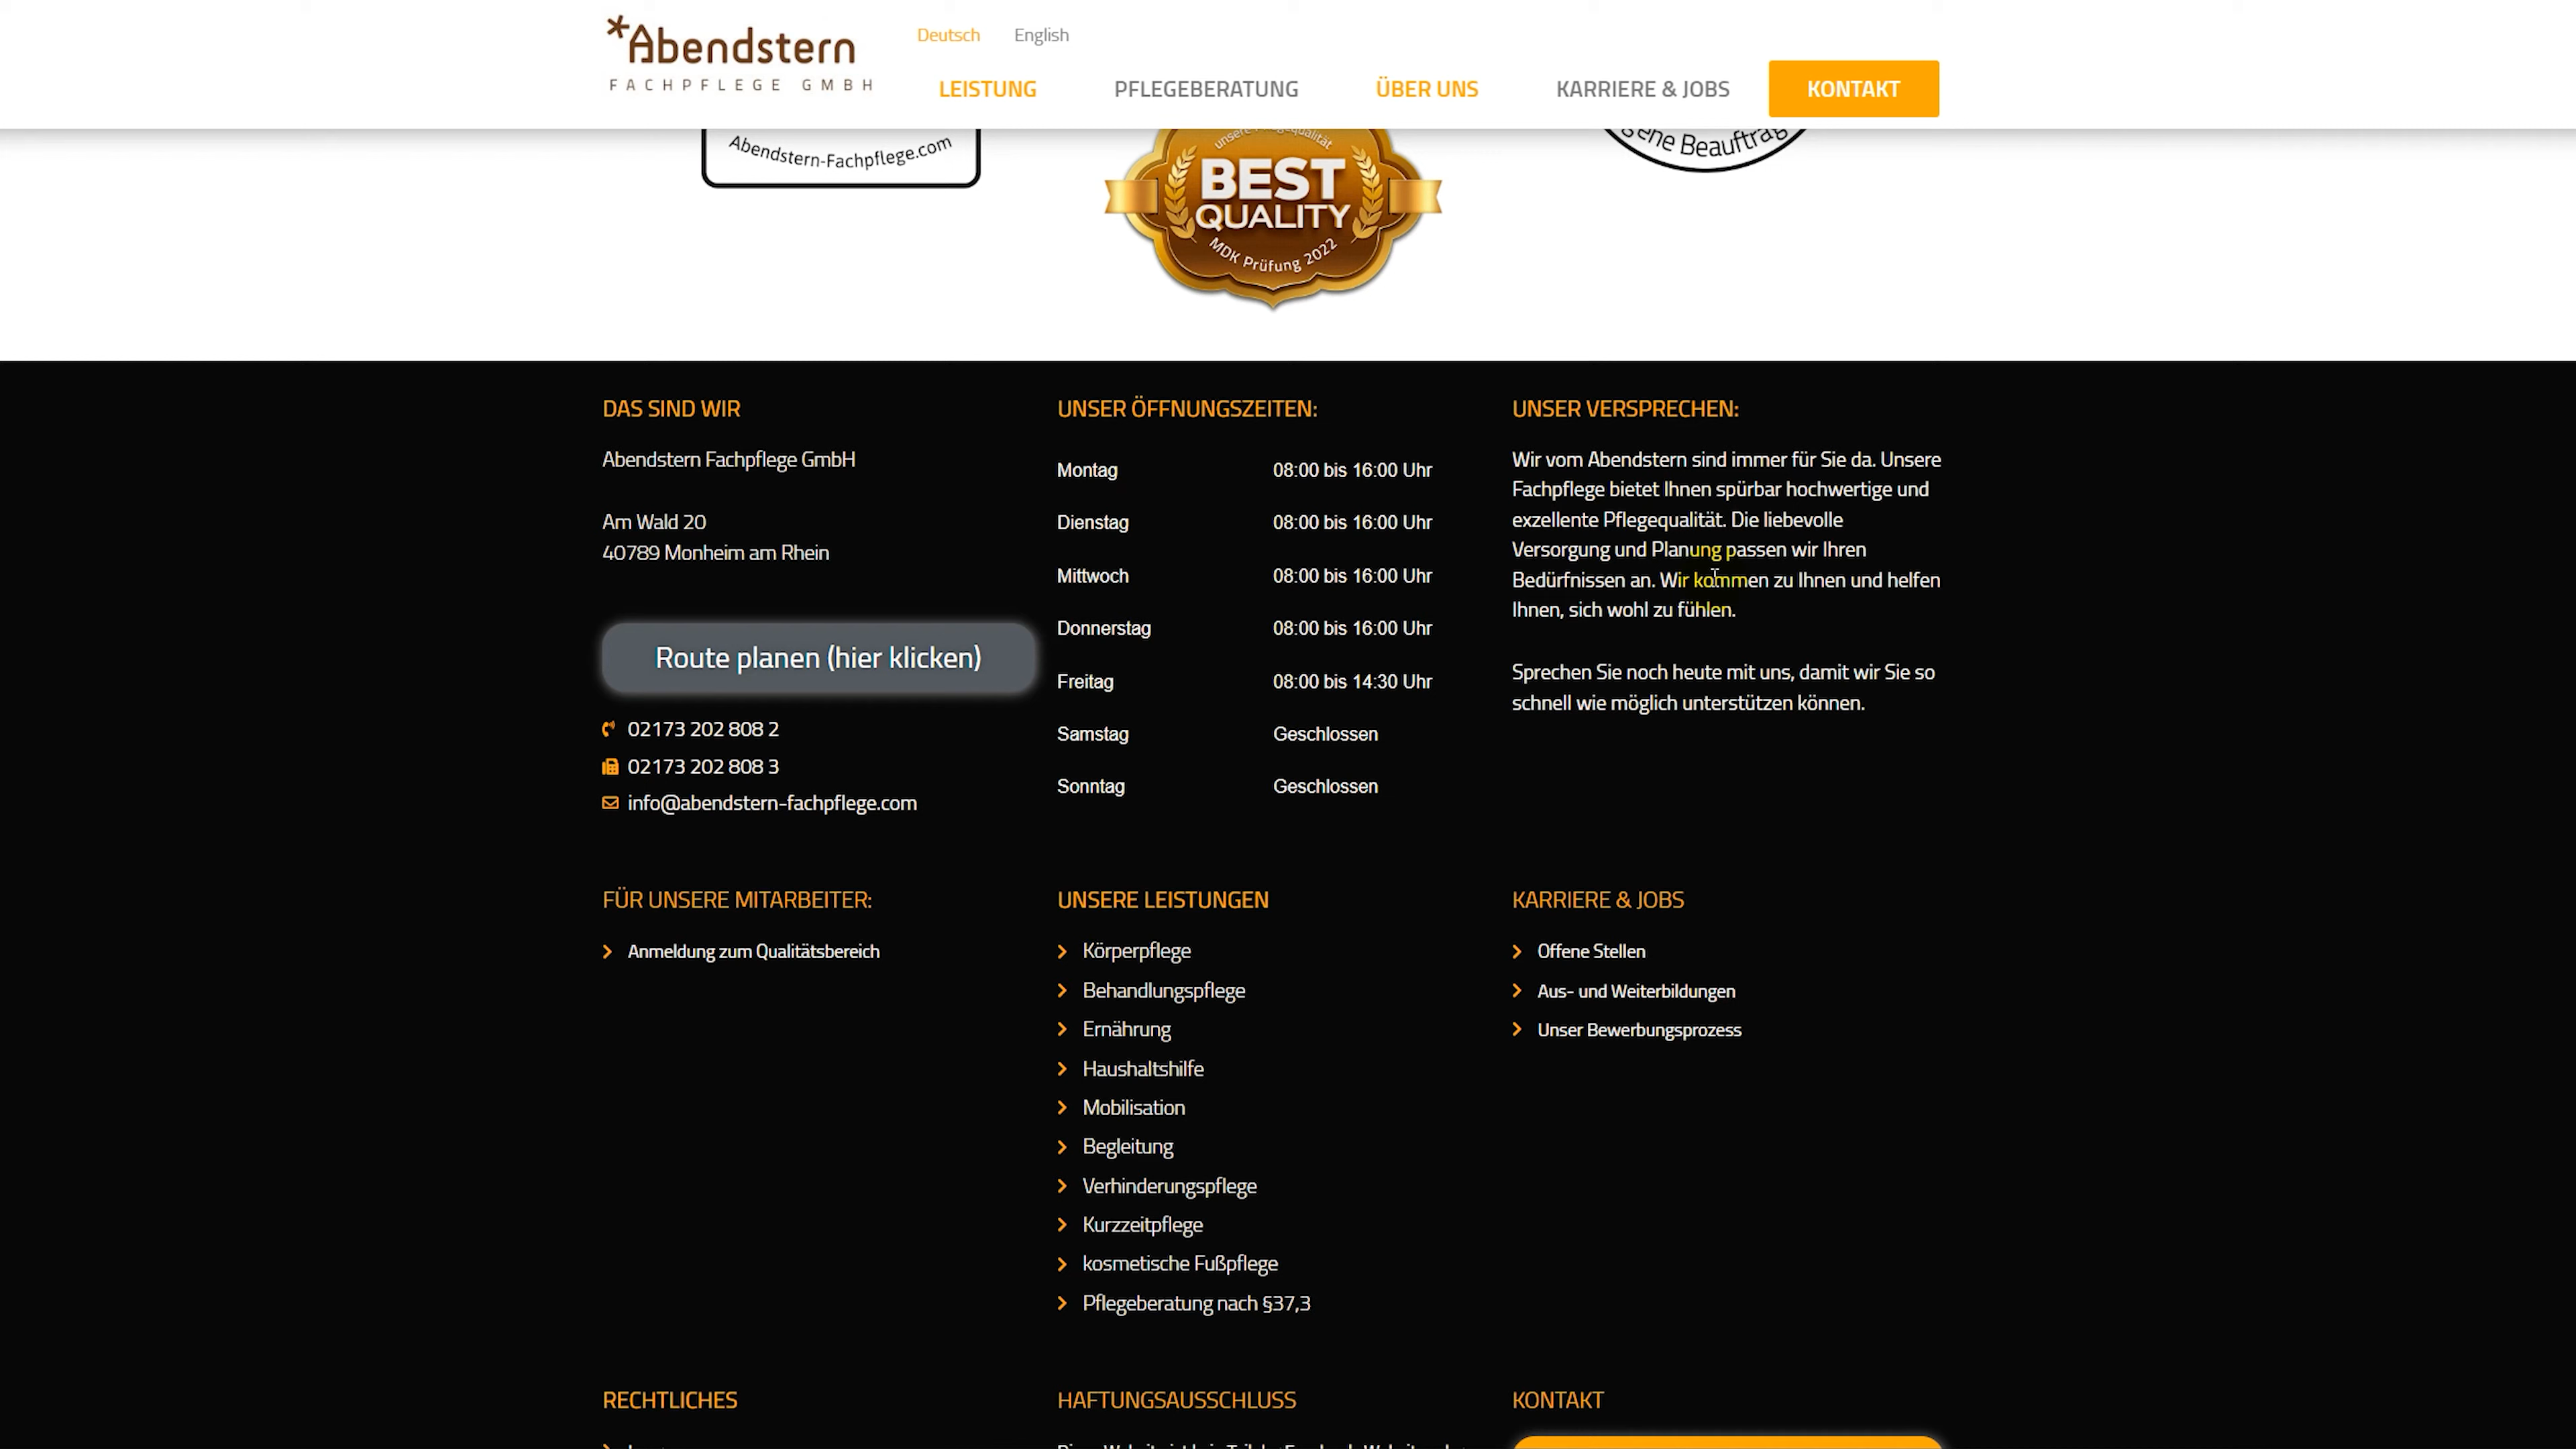 *Abendstern
FACHPFLEGE GMBH
Deutsch English
LEISTUNG PFLEGEBERATUNG ÜBER UNS KARRIERE & JOBS KONTAKT
Abendstern-Fachpflege.com
unsere Pflegequalität
BEST
QUALITY
MDK Prüfung 2022
ene Beauftrag
DAS SIND WIR
Abendstern Fachpflege GmbH
Am Wald 20
40789 Monheim am Rhein
Route planen (hier klicken)
02173 202 808 2
02173 202 808 3
info@abendstern-fachpflege.com
UNSER ÖFFNUNGSZEITEN:
Montag 08:00 bis 16:00 Uhr
Dienstag 08:00 bis 16:00 Uhr
Mittwoch 08:00 bis 16:00 Uhr
Donnerstag 08:00 bis 16:00 Uhr
Freitag 08:00 bis 14:30 Uhr
Samstag Geschlossen
Sonntag Geschlossen
UNSER VERSPRECHEN:
Wir vom Abendstern sind immer für Sie da. Unsere
Fachpflege bietet Ihnen spürbar hochwertige und
exzellente Pflegequalität. Die liebevolle
Versorgung und Planung passen wir Ihren
Bedürfnissen an. Wir kommen zu Ihnen und helfen
Ihnen, sich wohl zu fühlen.
Sprechen Sie noch heute mit uns, damit wir Sie so
schnell wie möglich unterstützen können.
FÜR UNSERE MITARBEITER:
Anmeldung zum Qualitätsbereich
UNSERE LEISTUNGEN
Körperpflege
Behandlungspflege
Ernährung
Haushaltshilfe
Mobilisation
Begleitung
Verhinderungspflege
Kurzzeitpflege
kosmetische Fußpflege
Pflegeberatung nach §37,3
KARRIERE & JOBS
Offene Stellen
Aus- und Weiterbildungen
Unser Bewerbungsprozess
RECHTLICHES
HAFTUNGSAUSSCHLUSS
KONTAKT